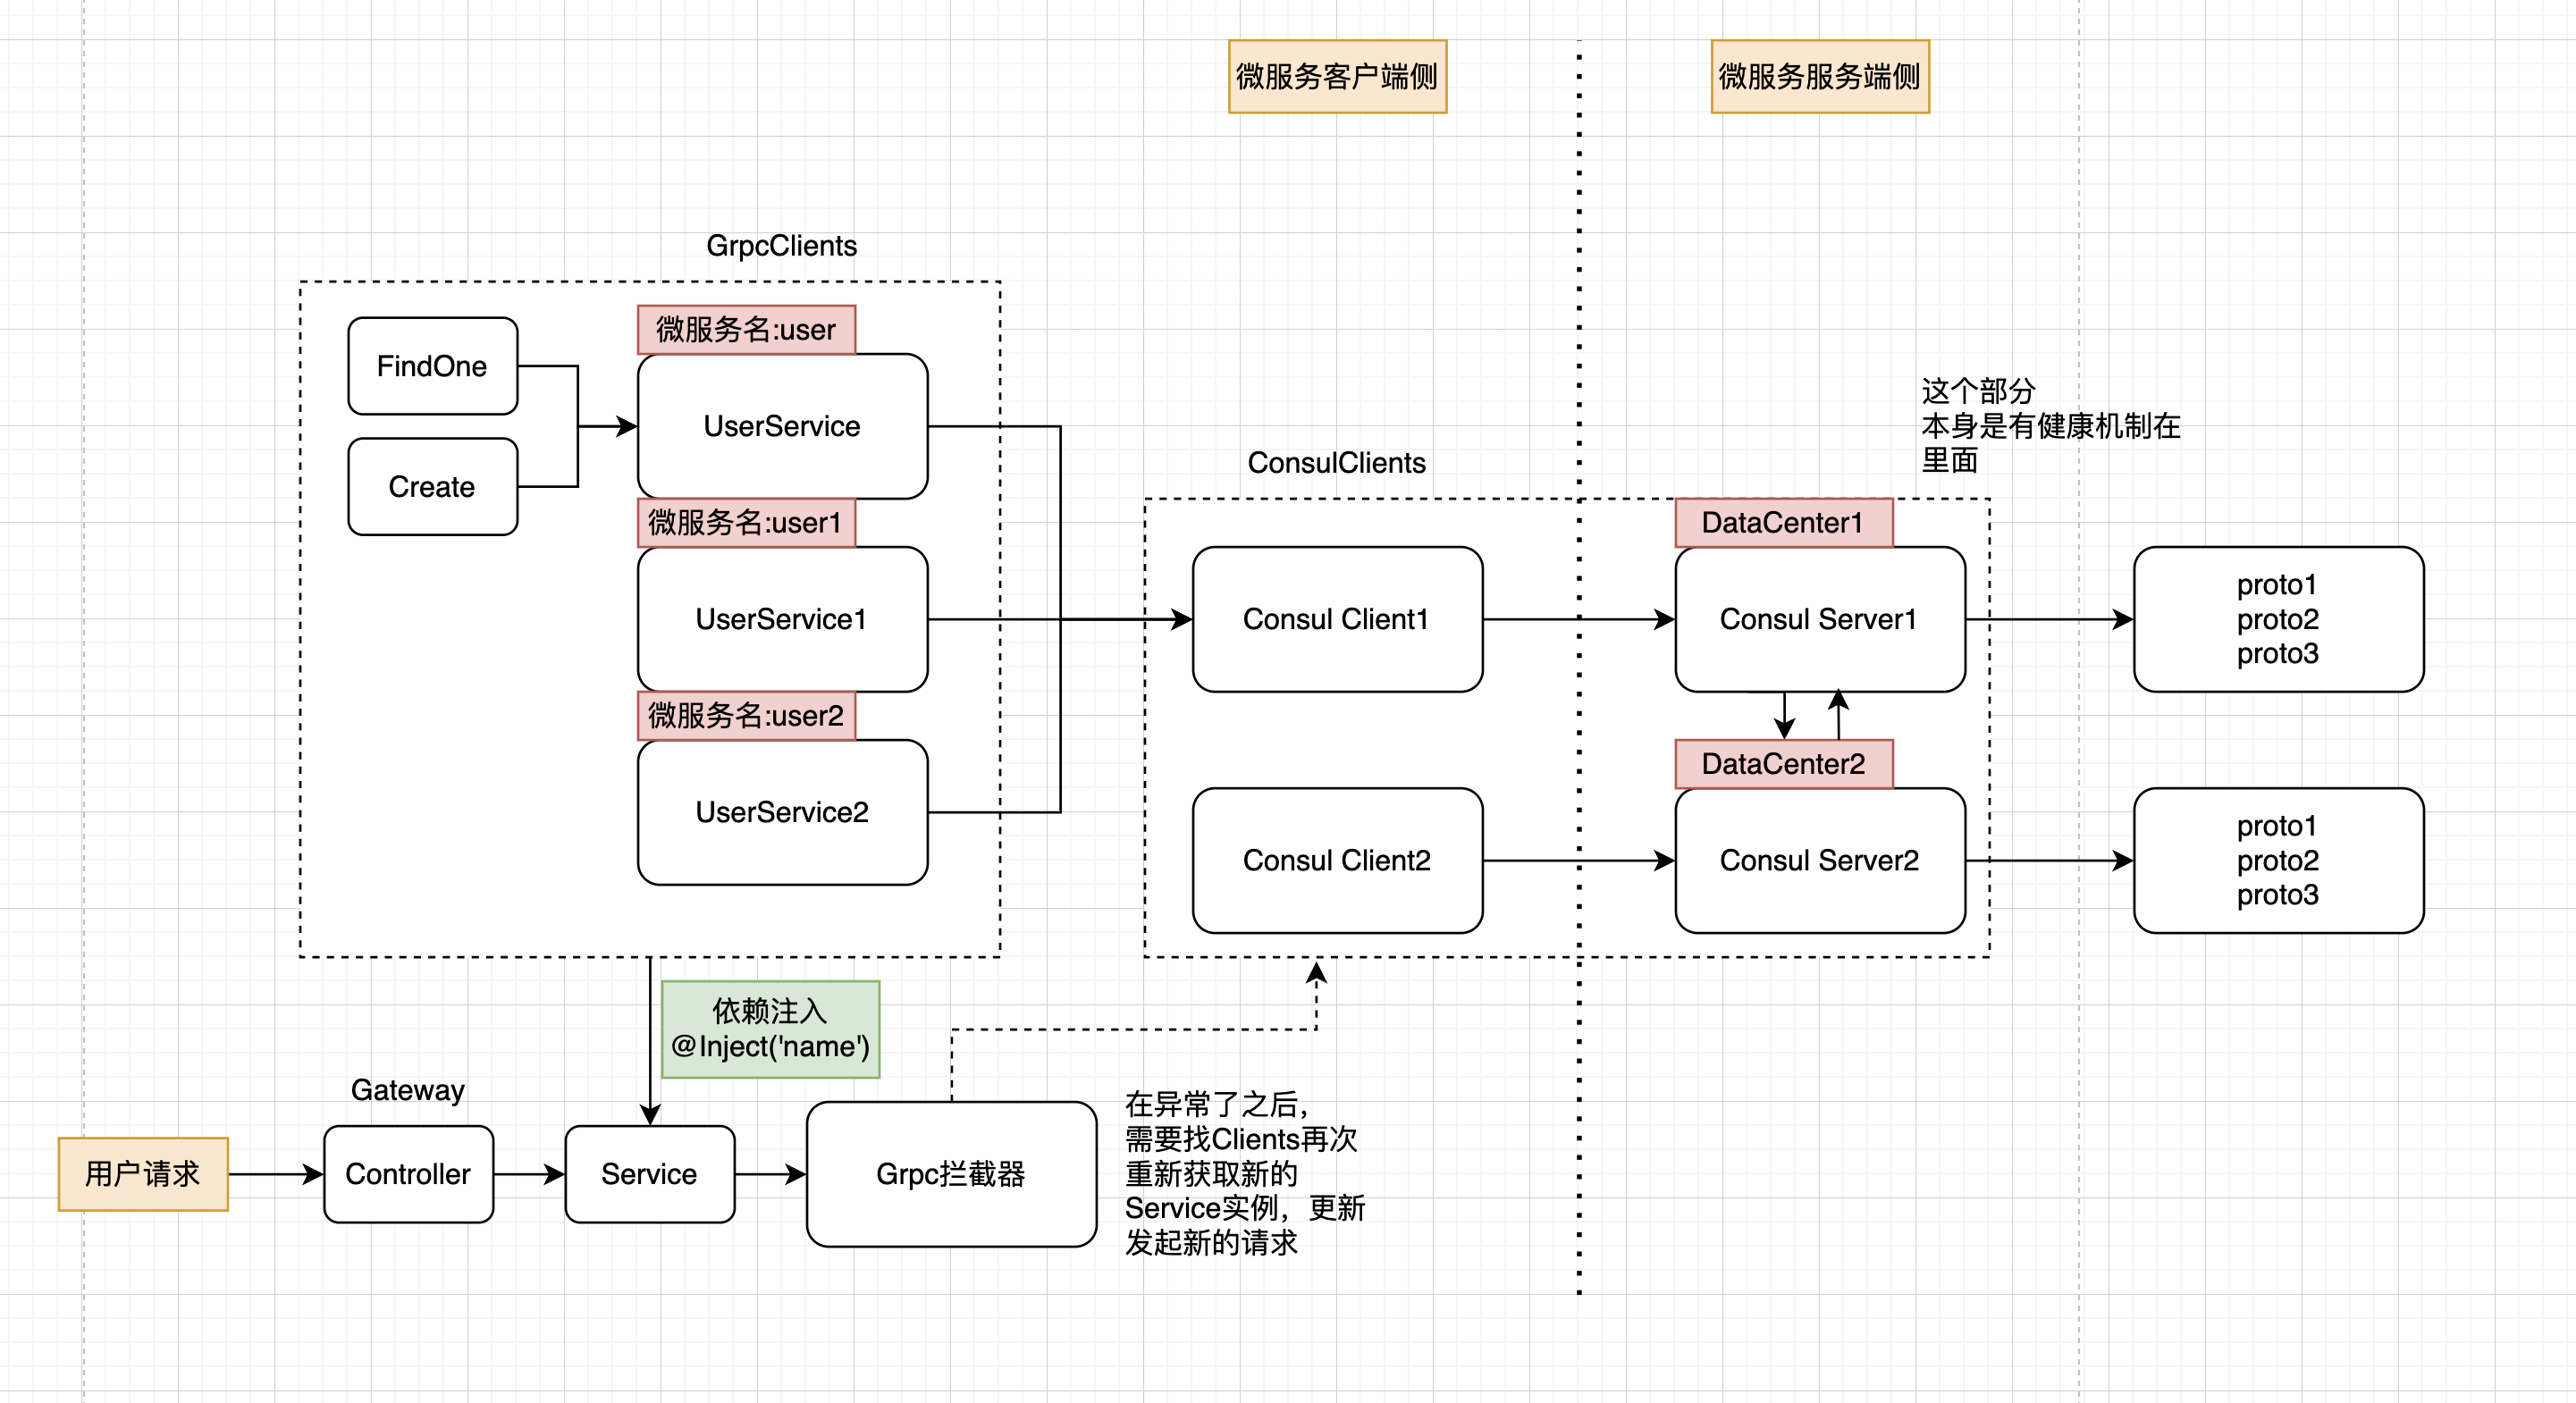 微服务客户端侧
微服务服务端侧
GrpcClients
微服务名:user
FindOne
UserService
Create
微服务名:user1
UserService1
微服务名:user2
UserService2
ConsulClients
这个部分
本身是有健康机制在
里面
DataCenter1
Consul Client1
Consul Server1
proto1
proto2
proto3
DataCenter2
Consul Client2
Consul Server2
proto1
proto2
proto3
依赖注入
@Inject('name')
Gateway
用户请求
Controller
Service
Grpc拦截器
在异常了之后，
需要找Clients再次
重新获取新的
Service实例，更新
发起新的请求